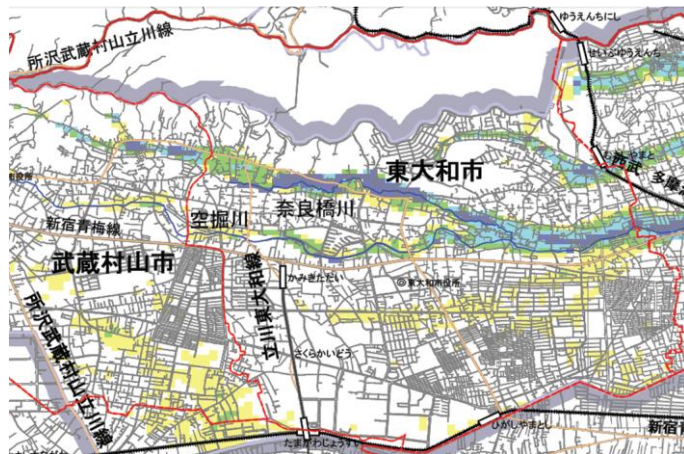 所沢武蔵村山立川線
ゆうえんちにし
せいぶゆうえんち
東大和市
西武
多摩
空掘川
奈良橋川
新宿青梅線
武蔵村山市
立川東大和線
かみきただい
東大和市役所
さくらかいどう
所沢武蔵村山立川線
ひがしやまとし
新宿青
たまがわじょうすい